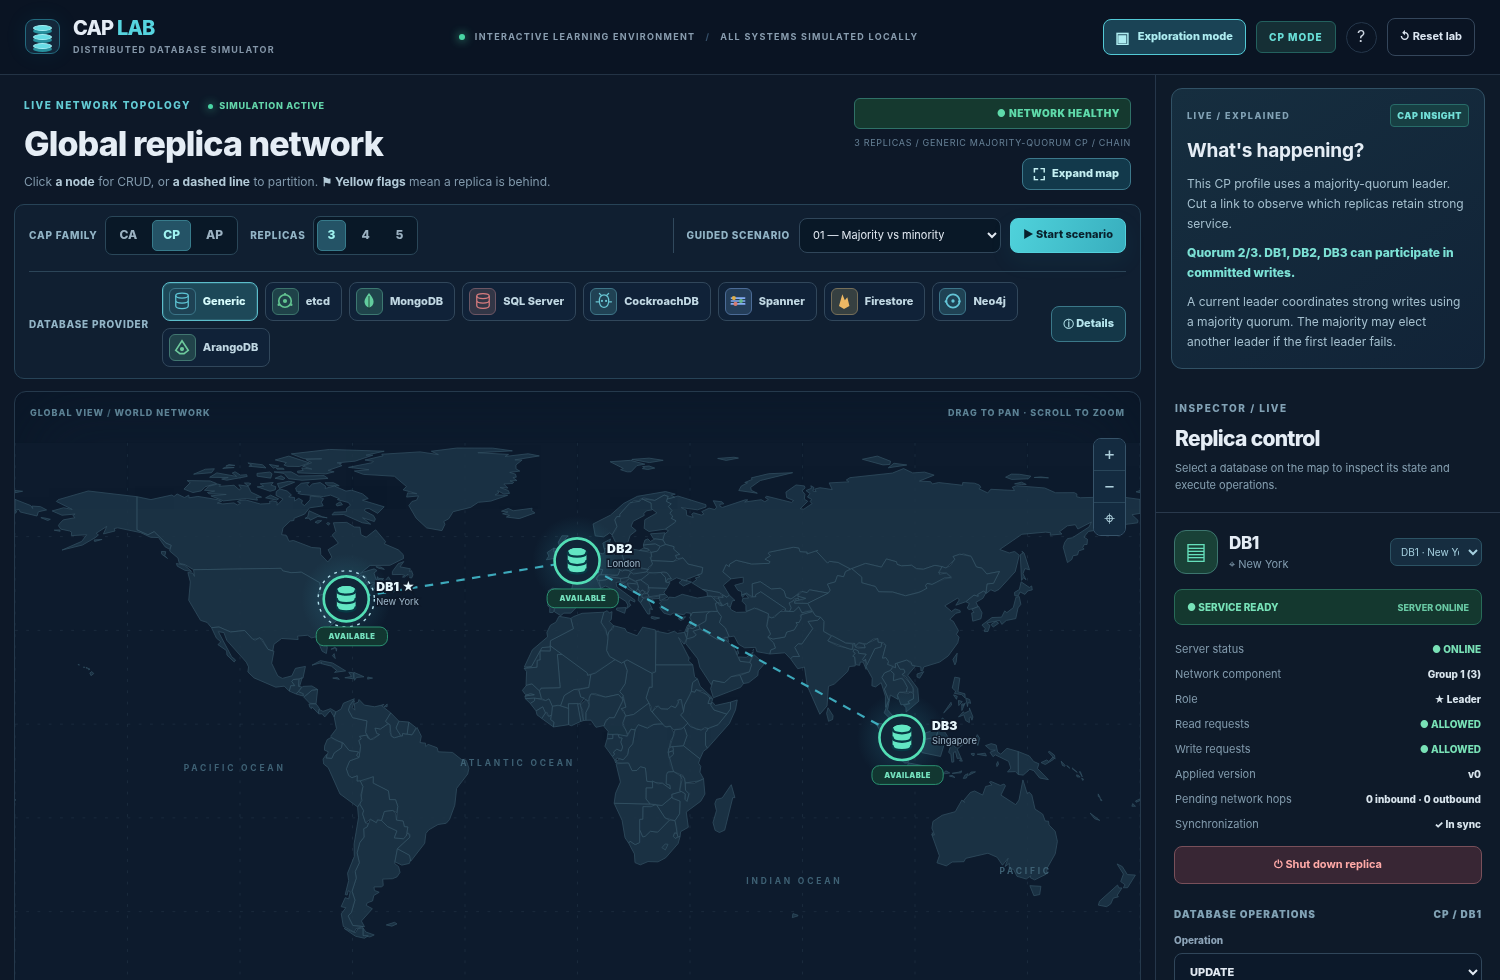 CAP LAB
DISTRIBUTED DATABASE SIMULATOR
INTERACTIVE LEARNING ENVIRONMENT / ALL SYSTEMS SIMULATED LOCALLY
Exploration mode
CP MODE
?
Reset lab
LIVE NETWORK TOPOLOGY
SIMULATION ACTIVE
Global replica network
Click a node for CRUD, or a dashed line to partition. ⚑ Yellow flags mean a replica is behind.
● NETWORK HEALTHY
3 REPLICAS / GENERIC MAJORITY-QUORUM CP / CHAIN
Expand map
CAP FAMILY
CA
CP
AP
REPLICAS
3
4
5
GUIDED SCENARIO
01 — Majority vs minority
▶ Start scenario
DATABASE PROVIDER
Generic
etcd
MongoDB
SQL Server
CockroachDB
Spanner
Firestore
Neo4j
ArangoDB
ⓘ Details
GLOBAL VIEW / WORLD NETWORK
DRAG TO PAN · SCROLL TO ZOOM
+
−
⌖
DB1 ★
New York
AVAILABLE
DB2
London
AVAILABLE
DB3
Singapore
AVAILABLE
PACIFIC OCEAN
ATLANTIC OCEAN
INDIAN OCEAN
PACIFIC
LIVE / EXPLAINED
CAP INSIGHT
What's happening?
This CP profile uses a majority-quorum leader.
Cut a link to observe which replicas retain strong
service.
Quorum 2/3. DB1, DB2, DB3 can participate in
committed writes.
A current leader coordinates strong writes using
a majority quorum. The majority may elect
another leader if the first leader fails.
INSPECTOR / LIVE
Replica control
Select a database on the map to inspect its state and
execute operations.
DB1
⌖ New York
DB1 · New Y
● SERVICE READY
SERVER ONLINE
Server status
● ONLINE
Network component
Group 1 (3)
Role
★ Leader
Read requests
● ALLOWED
Write requests
● ALLOWED
Applied version
v0
Pending network hops
0 inbound · 0 outbound
Synchronization
✓ In sync
⏻ Shut down replica
DATABASE OPERATIONS
CP / DB1
Operation
UPDATE